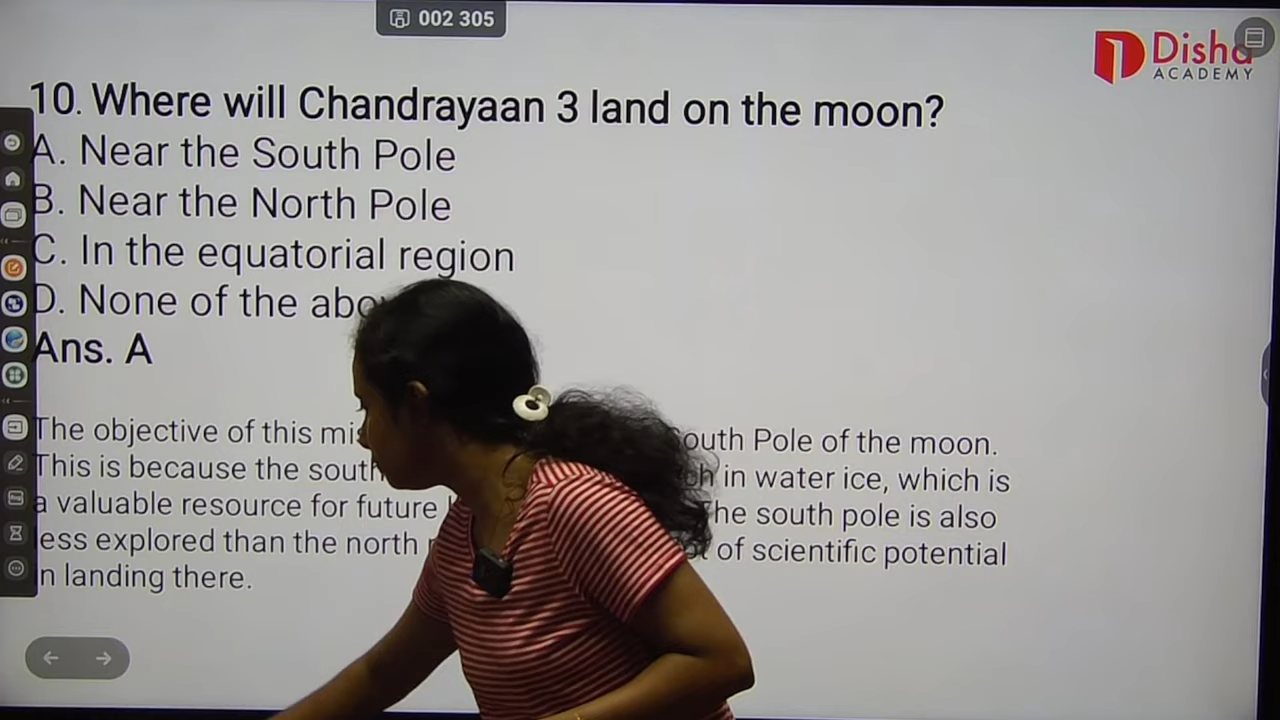 002 305
Disha
ACADEMY
10. Where will Chandrayaan 3 land on the moon?
A. Near the South Pole
B. Near the North Pole
C. In the equatorial region
D. None of the
Ans. A
The objective of this South Pole of the moon.
This is because the in water ice, which is
a valuable resource for future The south pole is also
less explored than the north of scientific potential
in landing there.